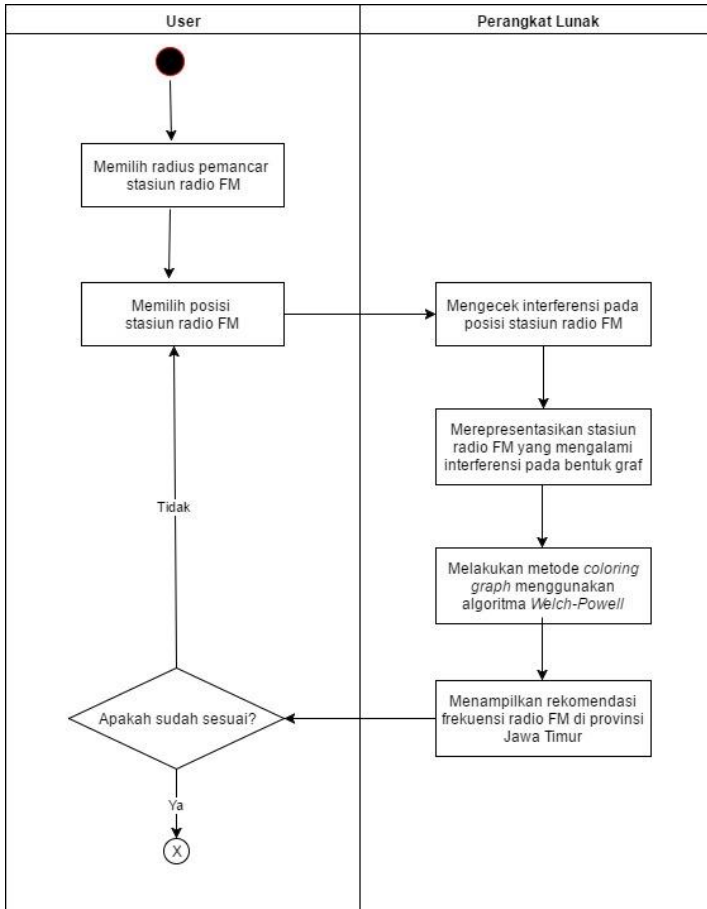 User
Perangkat Lunak
Memilih radius pemancar
stasiun radio FM
Memilih posisi
stasiun radio FM
Mengecek interferensi pada
posisi stasiun radio FM
Merepresentasikan stasiun
radio FM yang mengalami
interferensi pada bentuk graf
Tidak
Melakukan metode coloring
graph menggunakan
algoritma Welch-Powell
Menampilkan rekomendasi
frekuensi radio FM di provinsi
Jawa Timur
Apakah sudah sesuai?
Ya
X